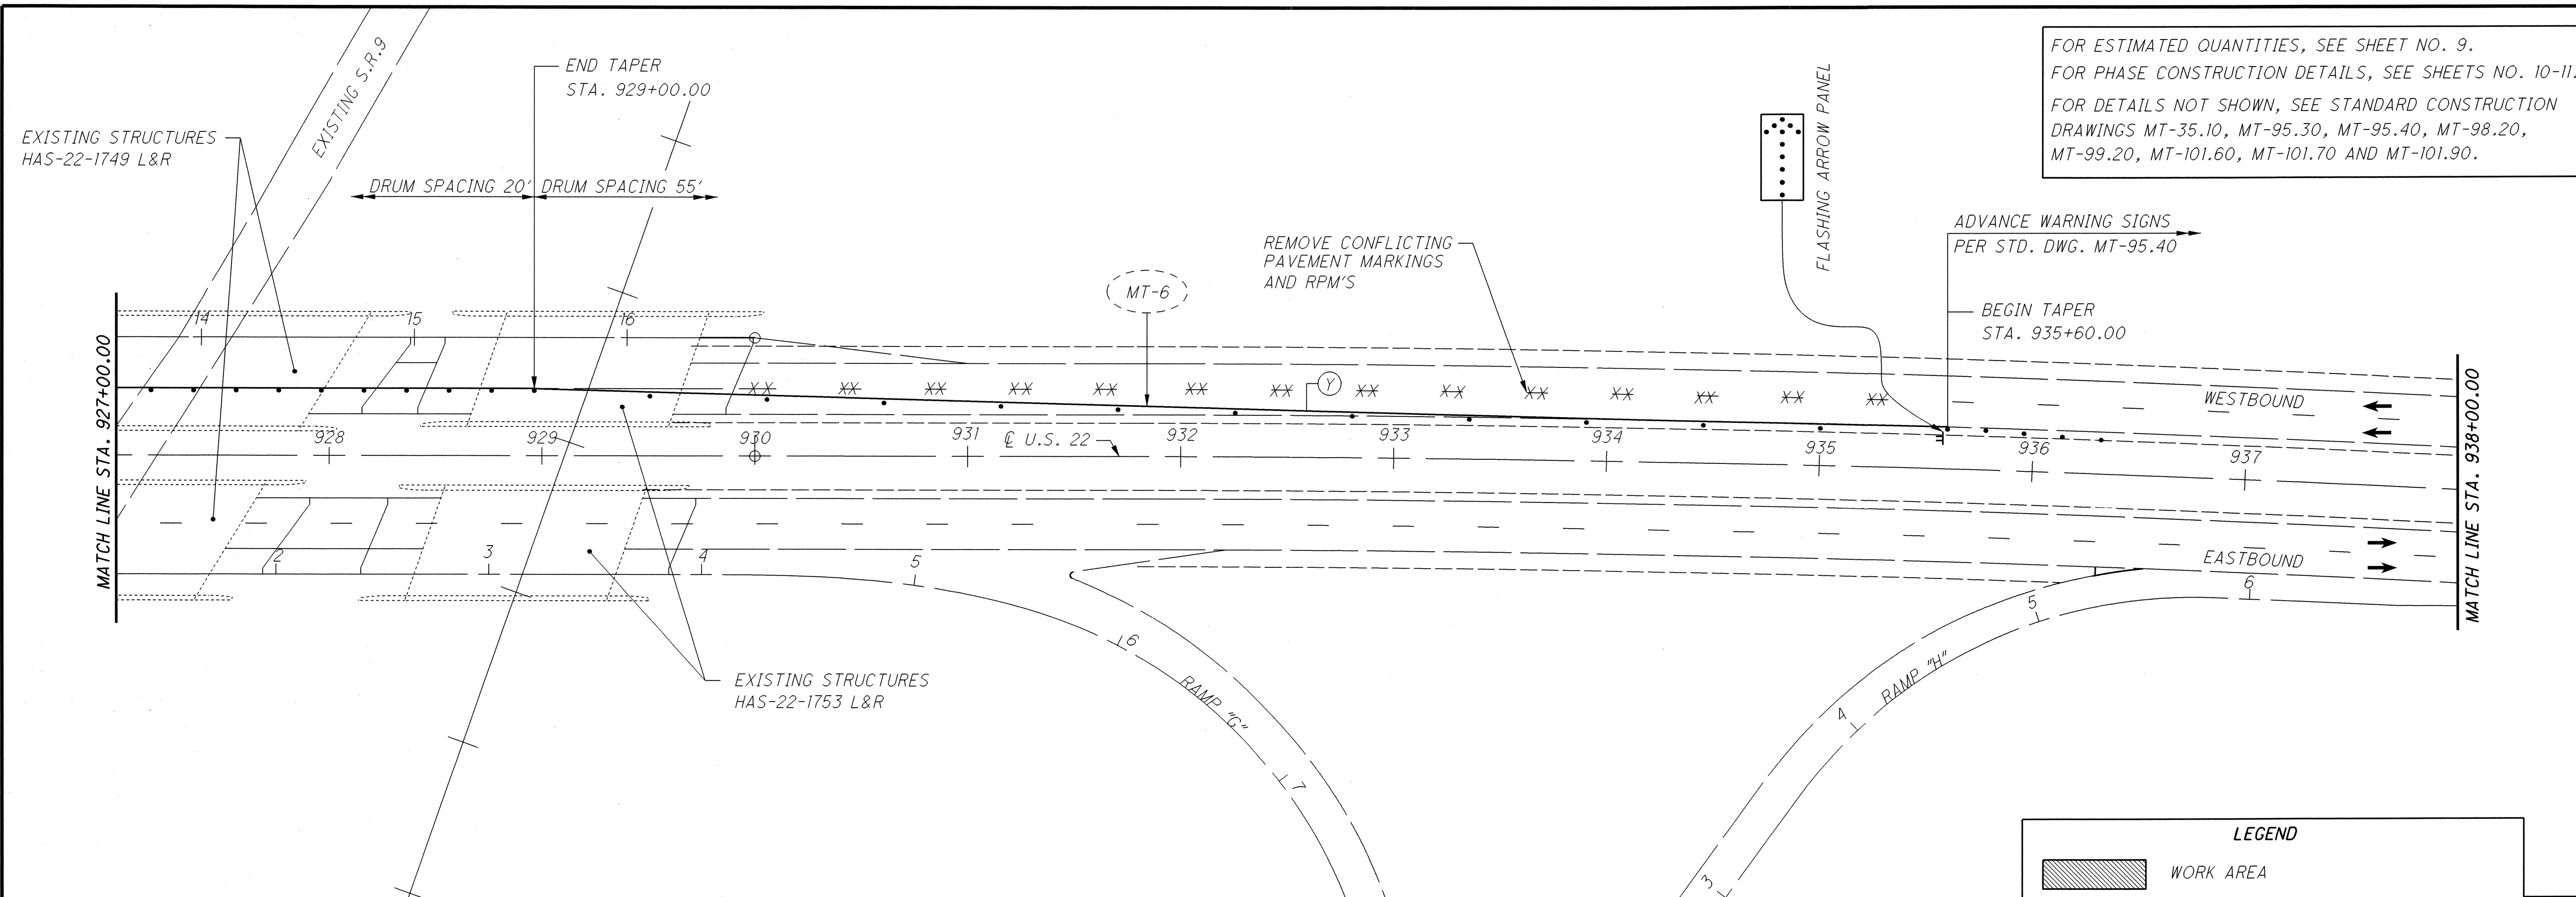 FOR ESTIMATED QUANTITIES, SEE SHEET NO. 9.
FOR PHASE CONSTRUCTION DETAILS, SEE SHEETS NO. 10-11.
FOR DETAILS NOT SHOWN, SEE STANDARD CONSTRUCTION
DRAWINGS MT-35.10, MT-95.30, MT-95.40, MT-98.20,
MT-99.20, MT-101.60, MT-101.70 AND MT-101.90.
EXISTING S.R.9
END TAPER
STA. 929+00.00
EXISTING STRUCTURES
HAS-22-1749 L&R
DRUM SPACING 20' DRUM SPACING 55'
FLASHING ARROW PANEL
ADVANCE WARNING SIGNS
PER STD. DWG. MT-95.40
REMOVE CONFLICTING
PAVEMENT MARKINGS
AND RPM'S
MT-6
BEGIN TAPER
STA. 935+60.00
14 15 16
MATCH LINE STA. 927+00.00
Y
WESTBOUND
928 929 930 931 ℄ U.S. 22 932 933 934 935 936 937
MATCH LINE STA. 938+00.00
EASTBOUND
2 3 4 5 6 7
RAMP "G"
3 4 5 6
RAMP "H"
EXISTING STRUCTURES
HAS-22-1753 L&R
LEGEND
WORK AREA